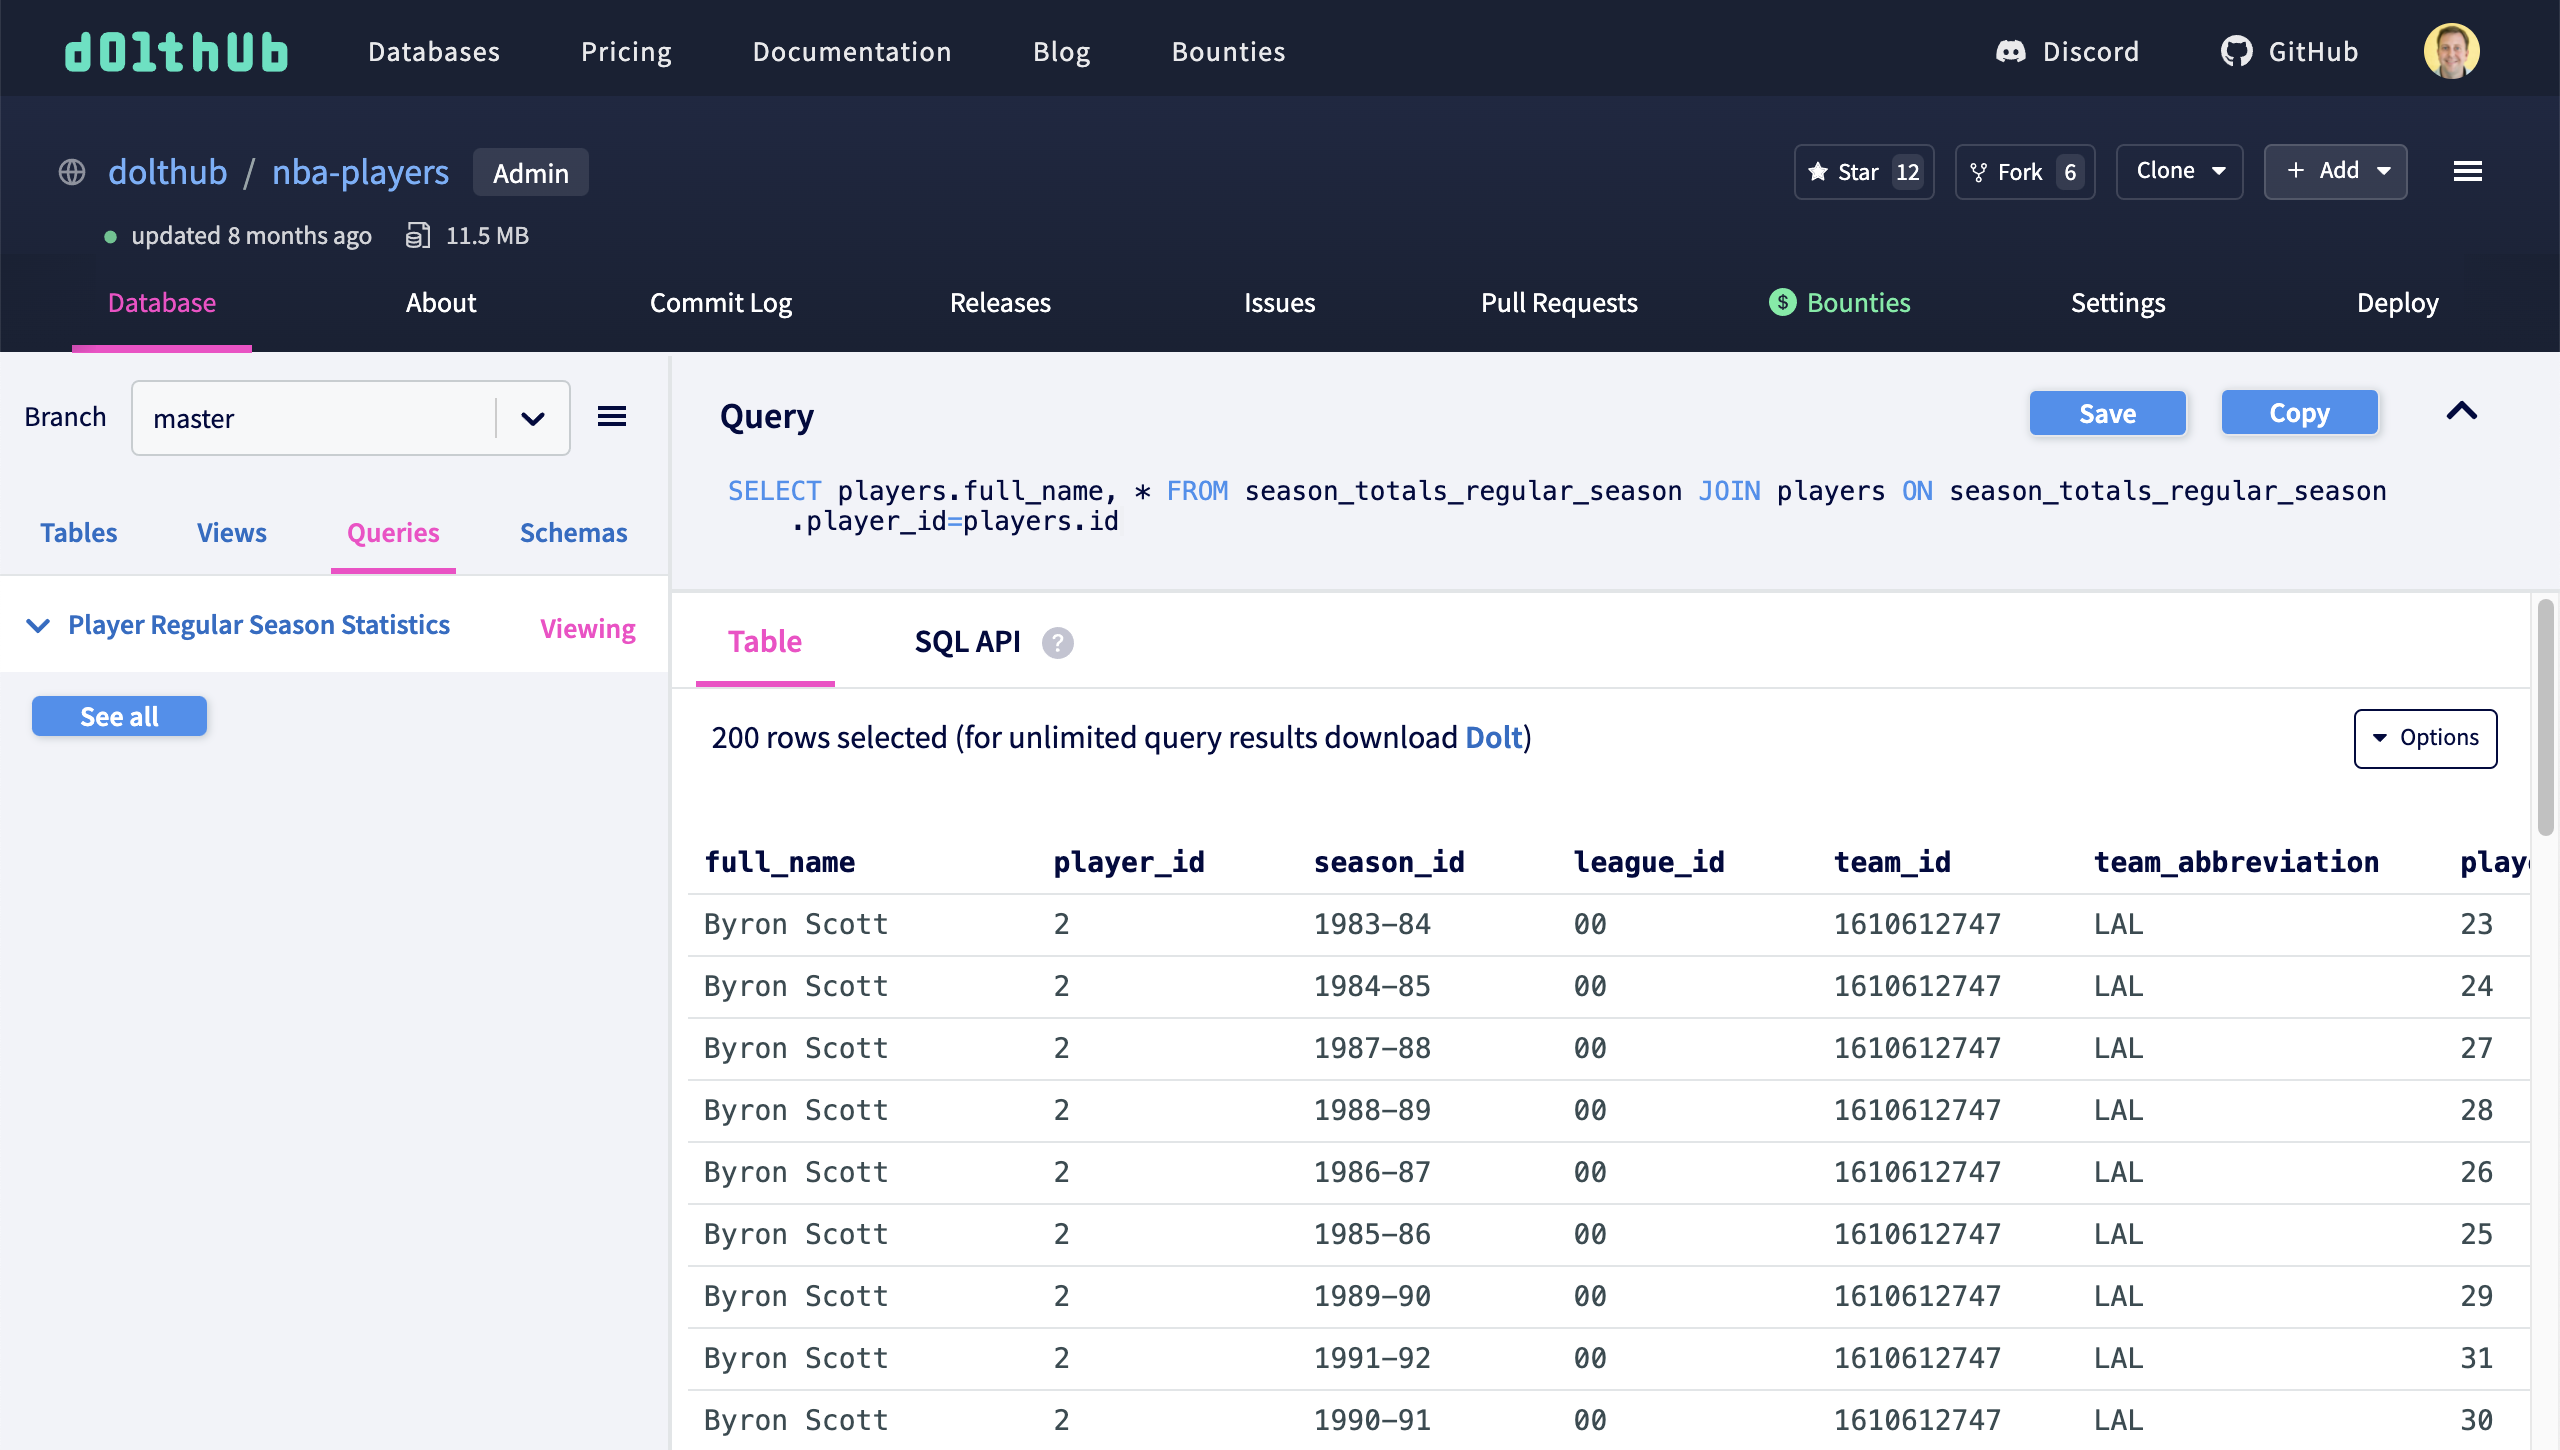 dolthub Databases Pricing Documentation Blog Bounties Discord GitHub
dolthub / nba-players Admin Star 12 Fork 6 Clone + Add
updated 8 months ago 11.5 MB
Database About Commit Log Releases Issues Pull Requests $ Bounties Settings Deploy
Branch master
Tables Views Queries Schemas
Player Regular Season Statistics Viewing
See all
Query Save Copy
SELECT players.full_name, * FROM season_totals_regular_season JOIN players ON season_totals_regular_season
.player_id=players.id
Table SQL API ?
200 rows selected (for unlimited query results download Dolt) Options
full_name player_id season_id league_id team_id team_abbreviation
Byron Scott 2 1983-84 00 1610612747 LAL 23
Byron Scott 2 1984-85 00 1610612747 LAL 24
Byron Scott 2 1987-88 00 1610612747 LAL 27
Byron Scott 2 1988-89 00 1610612747 LAL 28
Byron Scott 2 1986-87 00 1610612747 LAL 26
Byron Scott 2 1985-86 00 1610612747 LAL 25
Byron Scott 2 1989-90 00 1610612747 LAL 29
Byron Scott 2 1991-92 00 1610612747 LAL 31
Byron Scott 2 1990-91 00 1610612747 LAL 30